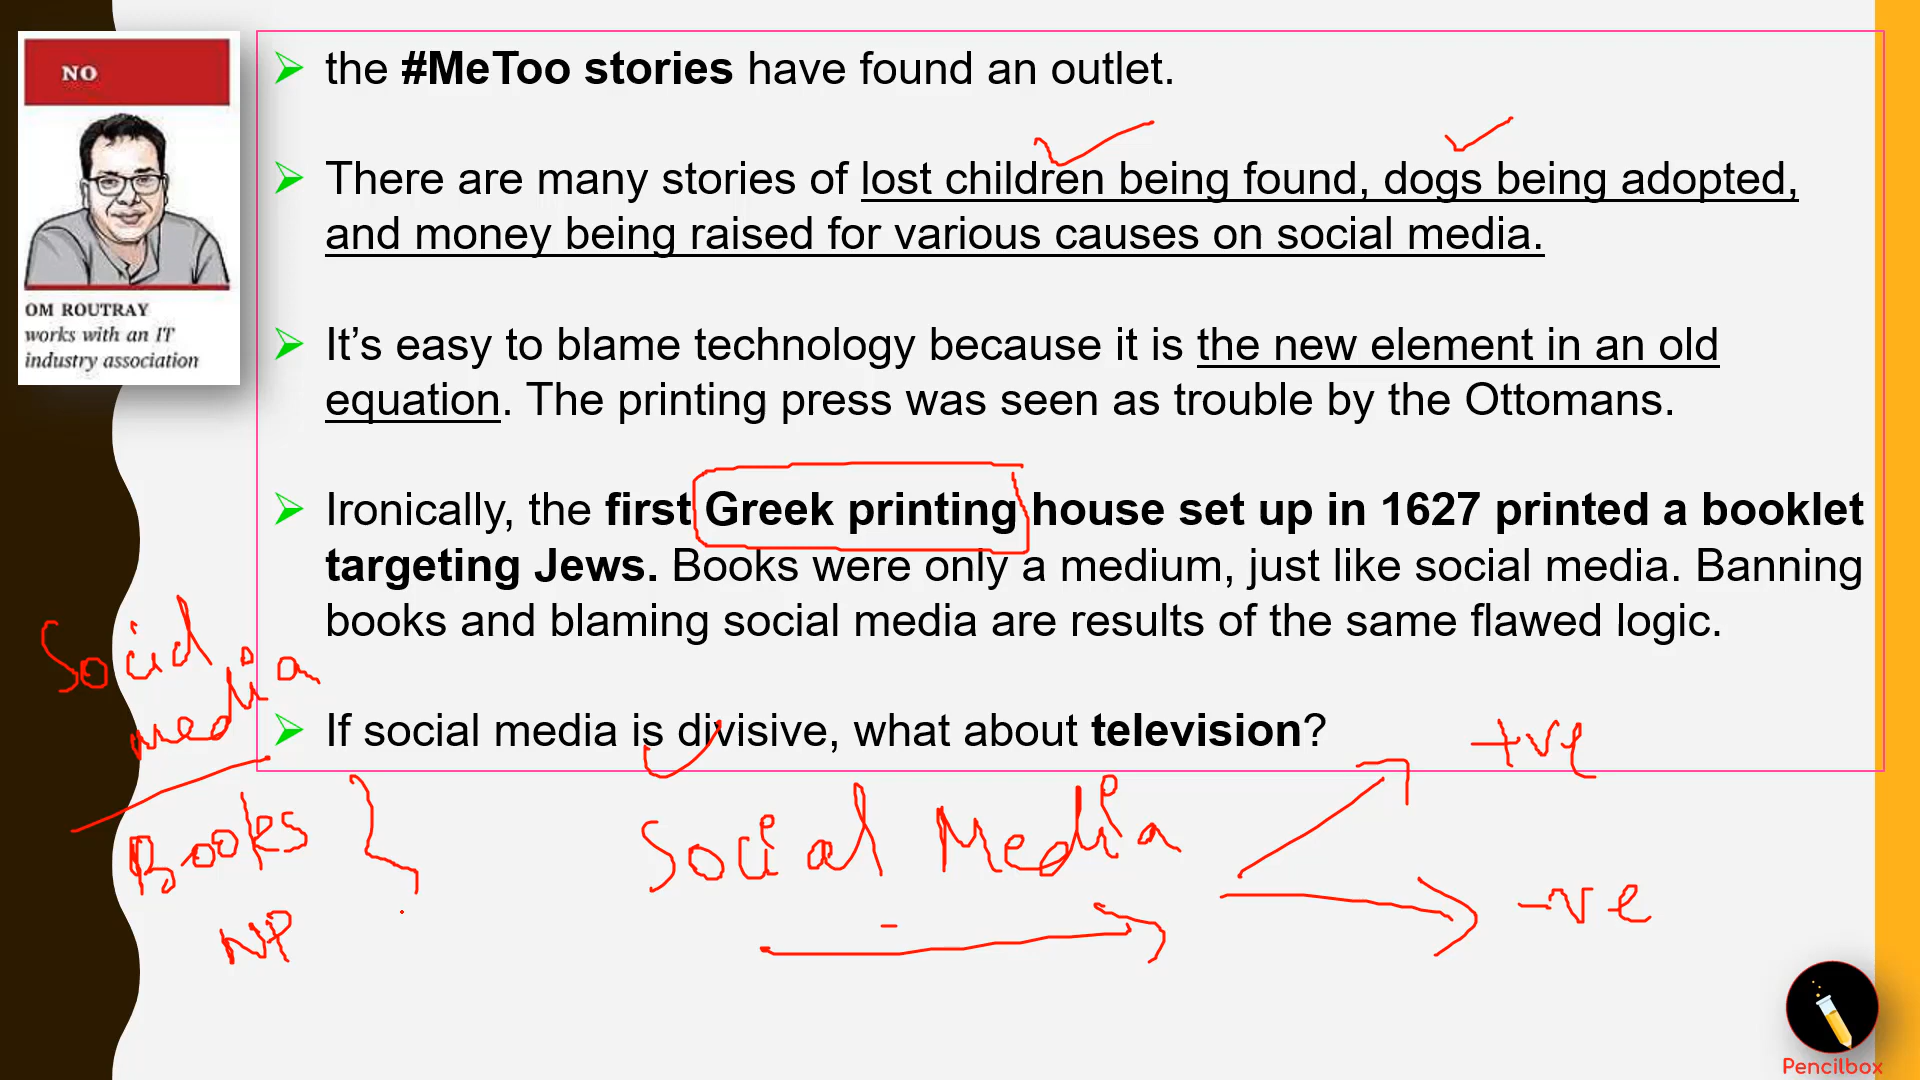 NO
OM ROUTRAY
works with an IT
industry association
the #MeToo stories have found an outlet.
There are many stories of lost children being found, dogs being adopted,
and money being raised for various causes on social media.
It’s easy to blame technology because it is the new element in an old
equation. The printing press was seen as trouble by the Ottomans.
Ironically, the first Greek printing house set up in 1627 printed a booklet
targeting Jews. Books were only a medium, just like social media. Banning
books and blaming social media are results of the same flawed logic.
If social media is divisive, what about television?
Social
media
Books
NP
Social Media
+ve
-ve
Pencilbox